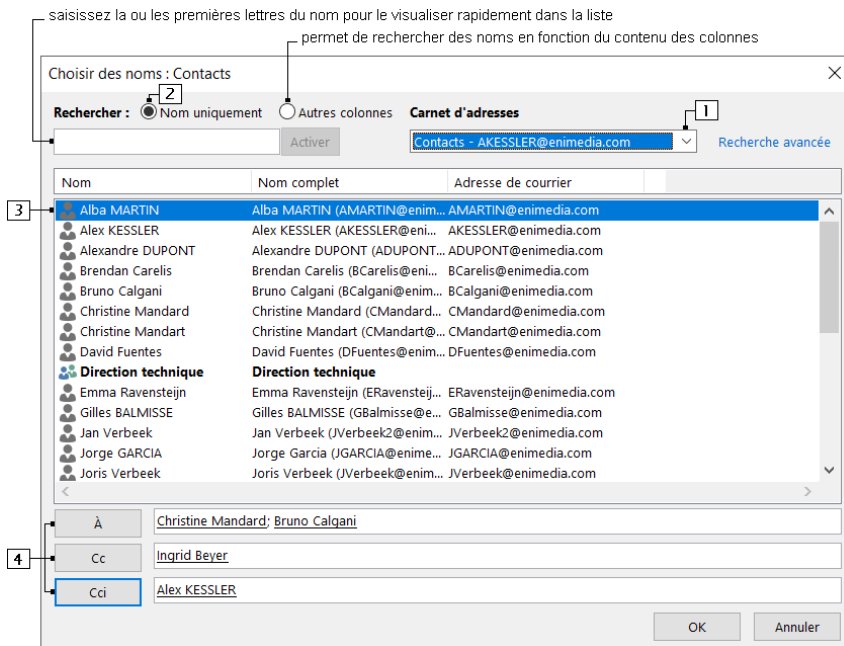 saisissez la ou les premières lettres du nom pour le visualiser rapidement dans la liste
permet de rechercher des noms en fonction du contenu des colonnes
Choisir des noms : Contacts
2
Rechercher : Nom uniquement Autres colonnes Carnet d'adresses
1
Activer Contacts - AKESSLER@enimedia.com Recherche avancée
Nom Nom complet Adresse de courrier
3
Alba MARTIN Alba MARTIN (AMARTIN@enim... AMARTIN@enimedia.com
Alex KESSLER Alex KESSLER (AKESSLER@eni... AKESSLER@enimedia.com
Alexandre DUPONT Alexandre DUPONT (ADUPONT... ADUPONT@enimedia.com
Brendan Carelis Brendan Carelis (BCarelis@eni... BCarelis@enimedia.com
Bruno Calgani Bruno Calgani (BCalgani@enim... BCalgani@enimedia.com
Christine Mandard Christine Mandard (CMandard... CMandard@enimedia.com
Christine Mandart Christine Mandart (CMandart@... CMandart@enimedia.com
David Fuentes David Fuentes (DFuentes@enim... DFuentes@enimedia.com
Direction technique Direction technique
Emma Ravensteijn Emma Ravensteijn (ERavensteij... ERavensteijn@enimedia.com
Gilles BALMISSE Gilles BALMISSE (GBalmisse@e... GBalmisse@enimedia.com
Jan Verbeek Jan Verbeek (JVerbeek2@enim... JVerbeek2@enimedia.com
Jorge GARCIA Jorge Garcia (JGARCIA@enime... JGARCIA@enimedia.com
Joris Verbeek Joris Verbeek (JVerbeek@enim... JVerbeek@enimedia.com
À Christine Mandard; Bruno Calgani
4
Cc Ingrid Beyer
Cci Alex KESSLER
OK Annuler